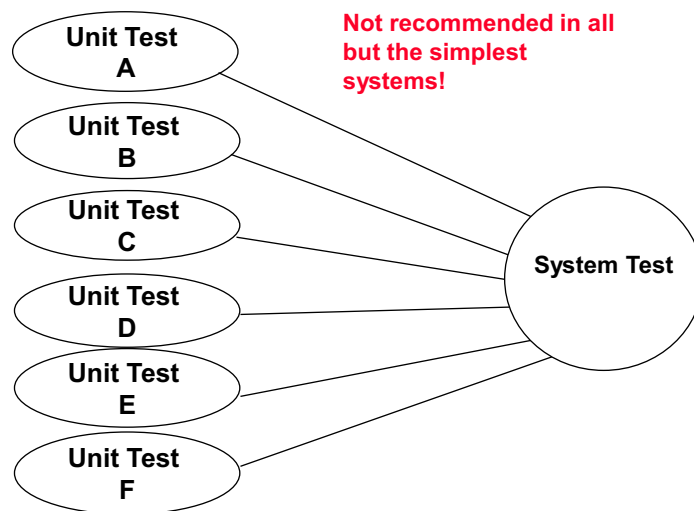 Unit Test
A
Not recommended in all
but the simplest
systems!
Unit Test
B
Unit Test
C
System Test
Unit Test
D
Unit Test
E
Unit Test
F